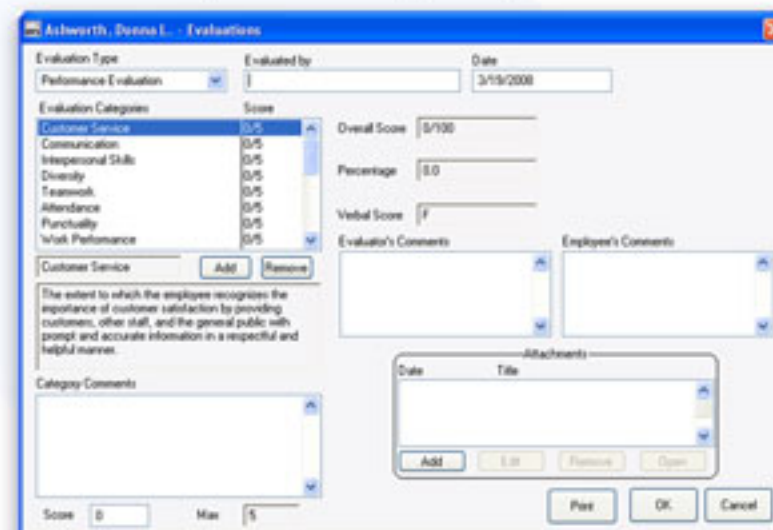 Ashworth, Donna L. - Evaluations
Evaluation Type
Evaluated by
Date
Performance Evaluation
3/19/2008
Evaluation Categories Score
Customer Service 0/5
Communication 0/5
Interpersonal Skills 0/5
Diversity 0/5
Teamwork 0/5
Attendance 0/5
Punctuality 0/5
Work Performance 0/5
Overall Score 0/100
Percentage 0.0
Verbal Score F
Customer Service Add Remove
The extent to which the employee recognizes the
importance of customer satisfaction by providing
customers, other staff, and the general public with
prompt and accurate information in a respectful and
helpful manner.
Evaluator's Comments
Employee's Comments
Category Comments
Attachments
Date Title
Add Edit Remove Open
Score 0 Max 5
Print OK Cancel